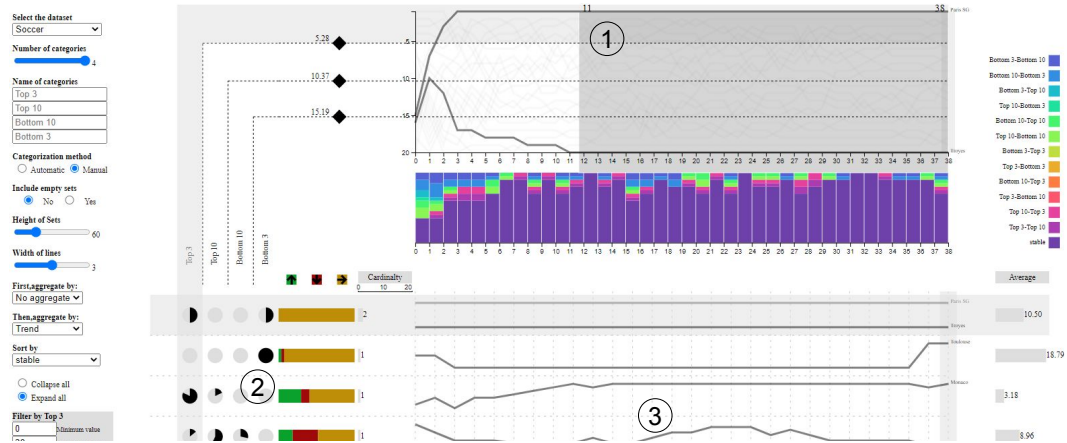 Select the dataset
Soccer
Number of categories
4
Name of categories
Top 3
Top 10
Bottom 10
Bottom 3
Categorization method
Automatic Manual
Include empty sets
No Yes
Height of Sets
60
Width of lines
3
First,aggregate by:
No aggregate
Then,aggregate by:
Trend
Sort by
stable
Collapse all
Expand all
Filter by Top 3
0 Minimum value
11 38 Paris SG
5.28
10.37
15.19
1
5
10
15
20
0 1 2 3 4 5 6 7 8 9 10 11 12 13 14 15 16 17 18 19 20 21 22 23 24 25 26 27 28 29 30 31 32 33 34 35 36 37 38
0 1 2 3 4 5 6 7 8 9 10 11 12 13 14 15 16 17 18 19 20 21 22 23 24 25 26 27 28 29 30 31 32 33 34 35 36 37 38
Top 3
Top 10
Bottom 10
Bottom 3
Cardinalty
0 10 20
Average
2 Paris SG 10.50
1 Toulouse 18.79
2
1 Monaco 3.18
3
1 8.96
Bottom 3-Bottom 10
Bottom 10-Bottom 3
Bottom 3-Top 10
Top 10-Bottom 3
Bottom 10-Top 10
Top 10-Bottom 10
Bottom 3-Top 3
Top 3-Bottom 3
Bottom 10-Top 3
Top 3-Bottom 10
Top 10-Top 3
Top 3-Top 10
stable